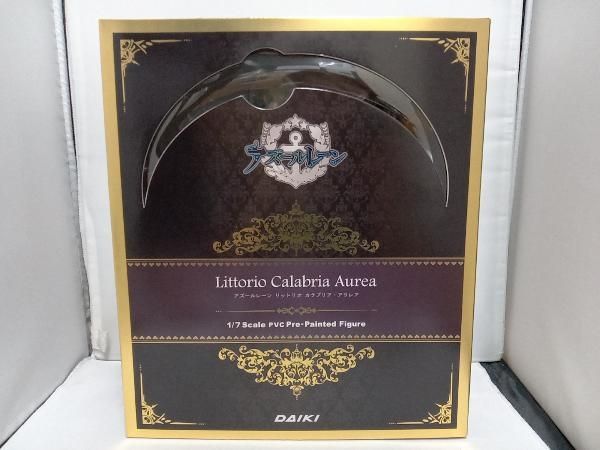 アズールレーン
Littorio Calabria Aurea
アズールレーン リットリオ カラブリア・アウレア
1/7 Scale PVC Pre-Painted Figure
DAIKI